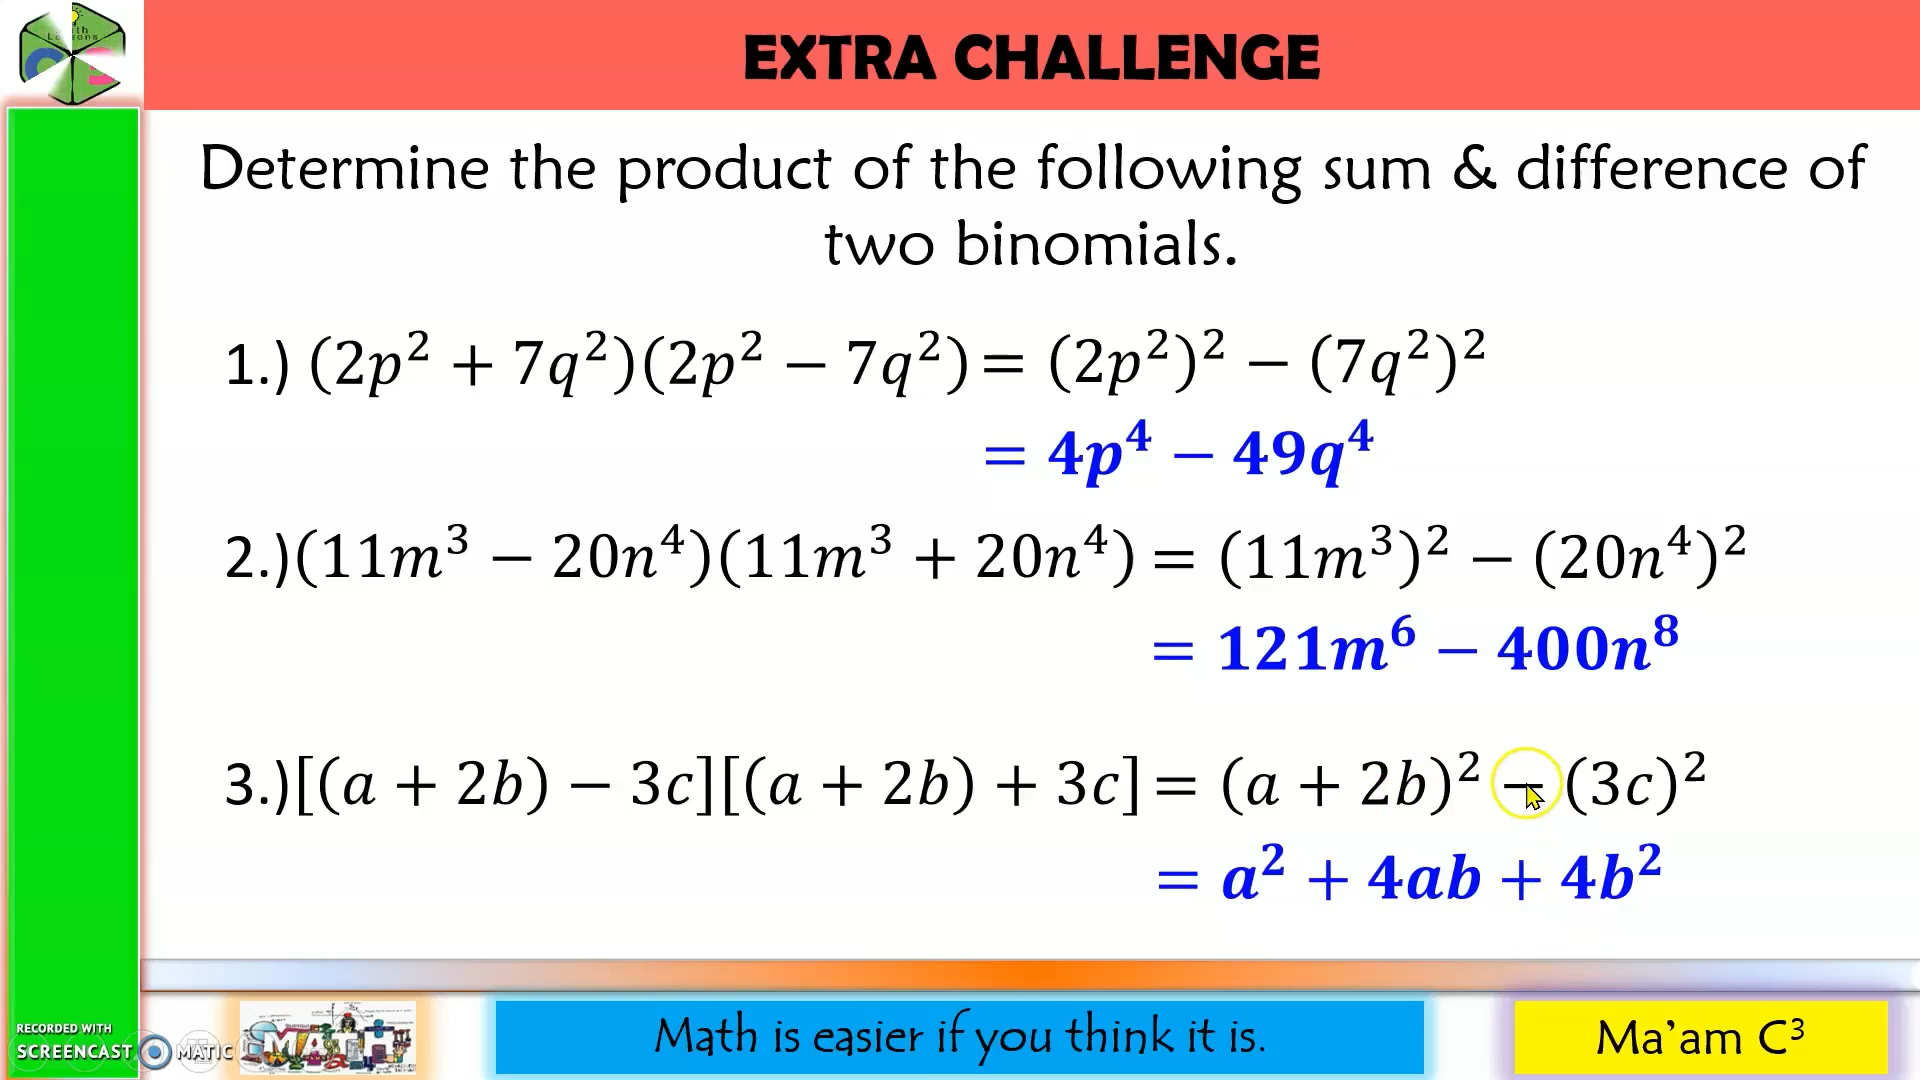 EXTRA CHALLENGE
Determine the product of the following sum & difference of
two binomials.
1.) (2p² + 7q²)(2p² − 7q²) = (2p²)² − (7q²)²
= 4p⁴ − 49q⁴
2.)(11m³ − 20n⁴)(11m³ + 20n⁴) = (11m³)² − (20n⁴)²
= 121m⁶ − 400n⁸
3.)[(a + 2b) − 3c][(a + 2b) + 3c] = (a + 2b)² − (3c)²
= a² + 4ab + 4b²
RECORDED WITH
SCREENCAST MATIC
MATH
Math is easier if you think it is.
Ma'am C³